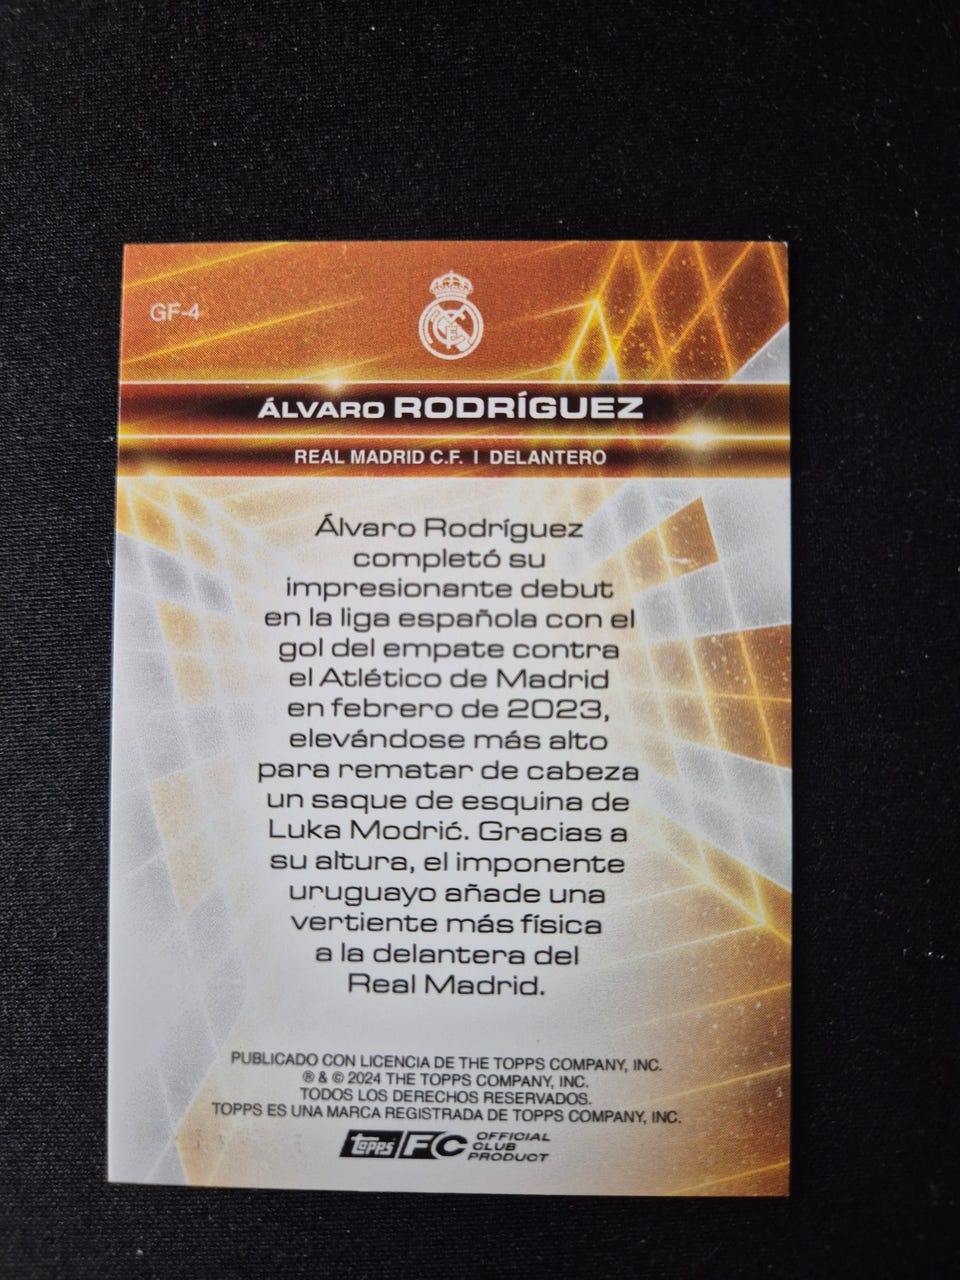 GF-4
ÁLVARO RODRÍGUEZ
REAL MADRID C.F. | DELANTERO
Álvaro Rodríguez
completó su
impresionante debut
en la liga española con el
gol del empate contra
el Atlético de Madrid
en febrero de 2023,
elevándose más alto
para rematar de cabeza
un saque de esquina de
Luka Modrić. Gracias a
su altura, el imponente
uruguayo añade una
vertiente más física
a la delantera del
Real Madrid.
PUBLICADO CON LICENCIA DE THE TOPPS COMPANY, INC.
® & © 2024 THE TOPPS COMPANY, INC.
TODOS LOS DERECHOS RESERVADOS.
TOPPS ES UNA MARCA REGISTRADA DE TOPPS COMPANY, INC.
topps FC OFFICIAL
CLUB
PRODUCT